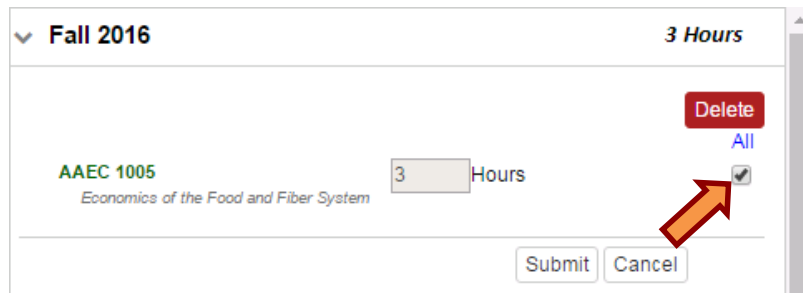 Fall 2016 3 Hours
Delete
All
AAEC 1005 3 Hours
Economics of the Food and Fiber System
Submit Cancel